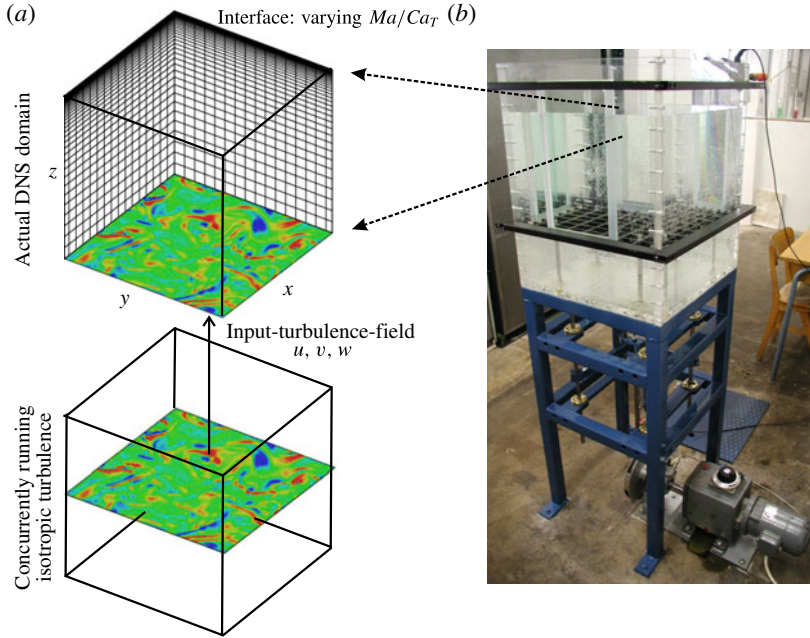 (a)
Interface: varying Ma/Ca_T
(b)
Actual DNS domain
z
y
x
Input-turbulence-field
u, v, w
Concurrently running
isotropic turbulence